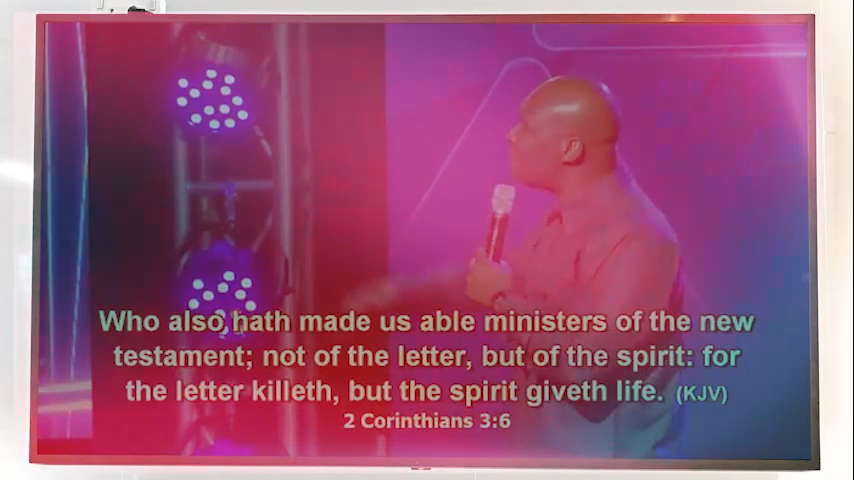 Who also hath made us able ministers of the new
testament; not of the letter, but of the spirit: for
the letter killeth, but the spirit giveth life. (KJV)
2 Corinthians 3:6